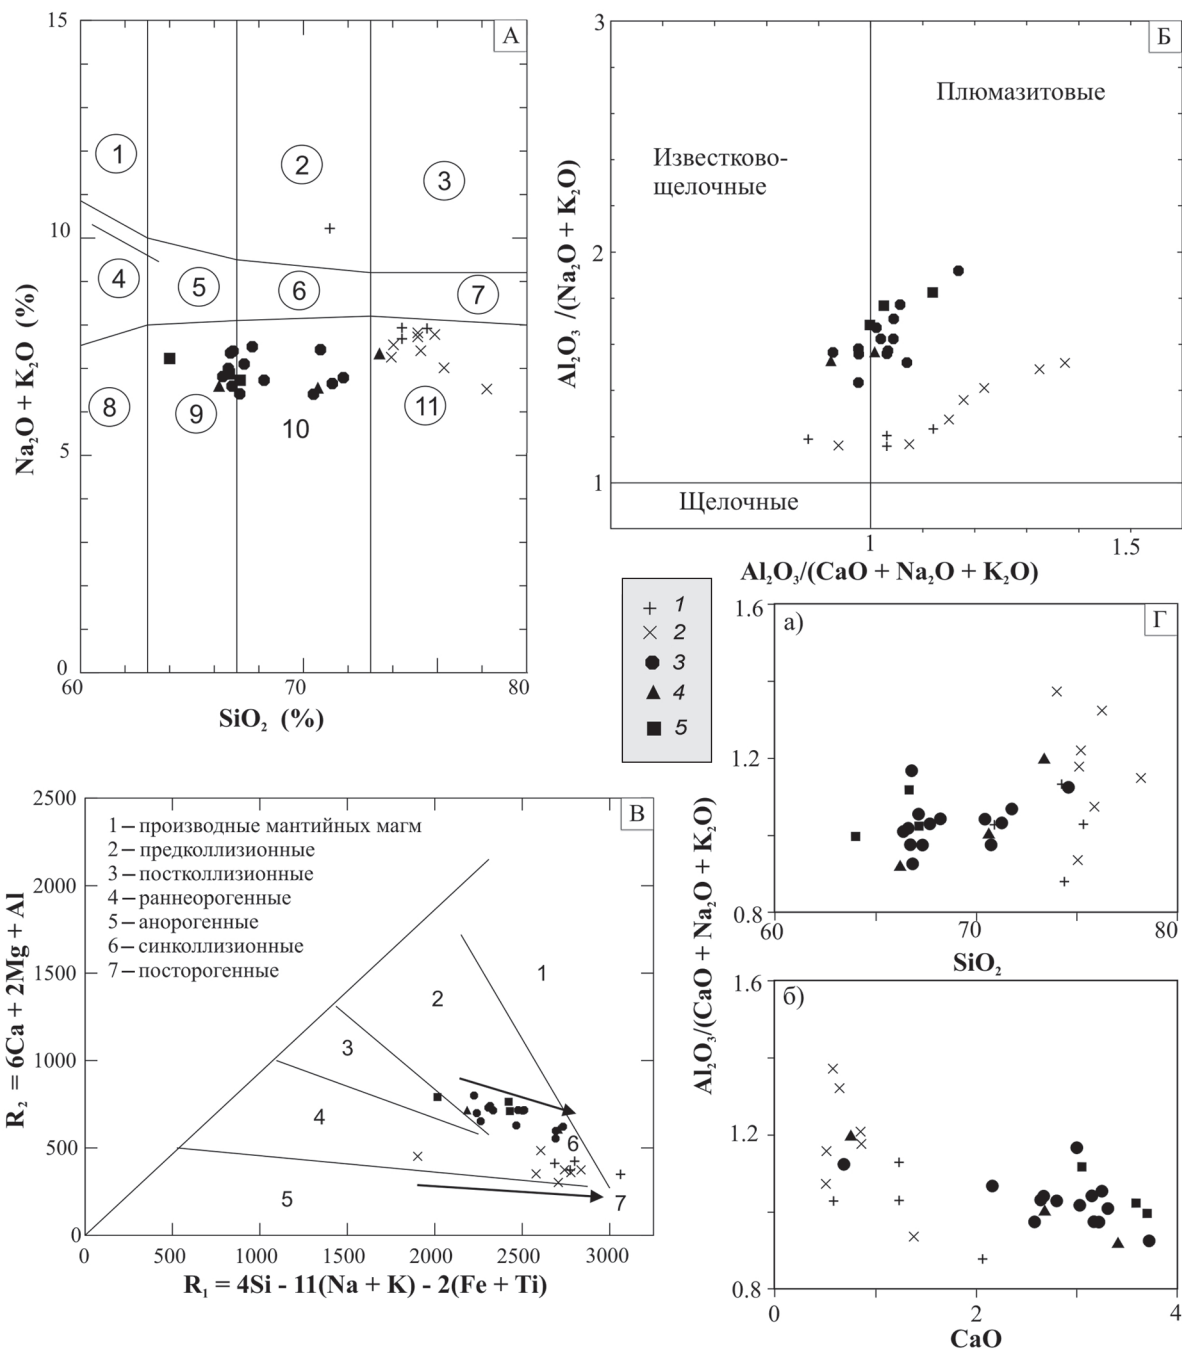 15
А
1
2
3
10
4
5
6
7
8
9
10
11
5
0
60
70
80
Na₂O + K₂O (%)
SiO₂ (%)
3
Б
Плюмазитовые
Известково-
щелочные
2
1
Щелочные
1
1.5
Al₂O₃ /(Na₂O + K₂O)
Al₂O₃/(CaO + Na₂O + K₂O)
1
2
3
4
5
2500
В
1 – производные мантийных магм
2 – предколлизионные
3 – постколлизионные
4 – раннеорогенные
5 – анорогенные
6 – синколлизионные
7 – посторогенные
2000
1500
1000
500
0
1
2
3
4
5
6
7
0
500
1000
1500
2000
2500
3000
R₂ = 6Ca + 2Mg + Al
R₁ = 4Si - 11(Na + K) - 2(Fe + Ti)
1.6
а)
Г
1.2
0.8
60
70
80
SiO₂
Al₂O₃/(CaO + Na₂O + K₂O)
1.6
б)
1.2
0.8
0
2
4
CaO